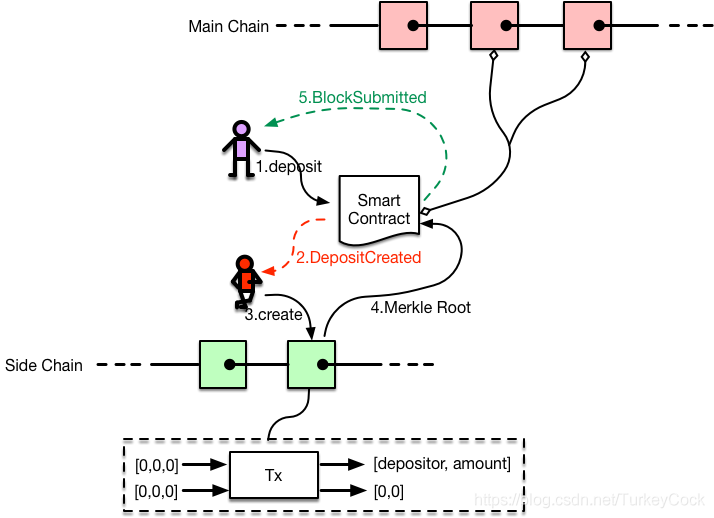 Main Chain
5.BlockSubmitted
1.deposit
Smart
Contract
2.DepositCreated
3.create
4.Merkle Root
Side Chain
[0,0,0]
Tx
[depositor, amount]
[0,0,0]
[0,0]
https://blog.csdn.net/TurkeyCock